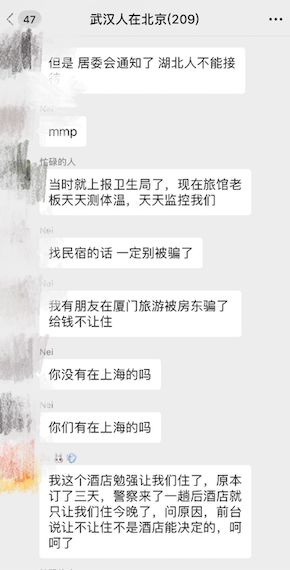 47
武汉人在北京(209)
但是 居委会通知了 湖北人不能接
待
Nei
mmp
忙碌的人
当时就上报卫生局了，现在旅馆老
板天天测体温，天天监控我们
Nei
找民宿的话 一定别被骗了
Nei
我有朋友在厦门旅游被房东骗了
给钱不让住
Nei
你没有在上海的吗
Nei
你们有在上海的吗
我这个酒店勉强让我们住了，原本
订了三天，警察来了一趟后酒店就
只让我们住今晚了，问原因，前台
说让不让住不是酒店能决定的，呵
呵了